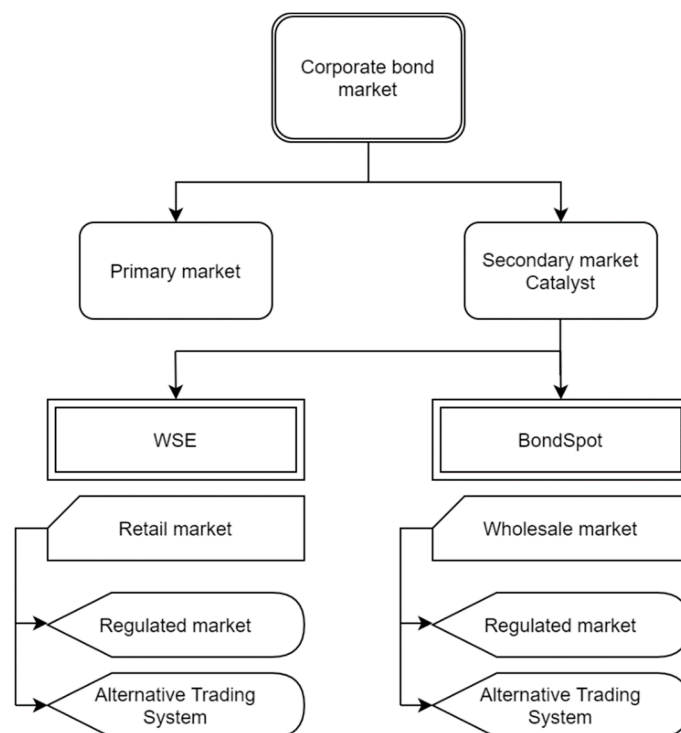 Corporate bond
market
Primary market
Secondary market
Catalyst
WSE
BondSpot
Retail market
Wholesale market
Regulated market
Regulated market
Alternative Trading
System
Alternative Trading
System